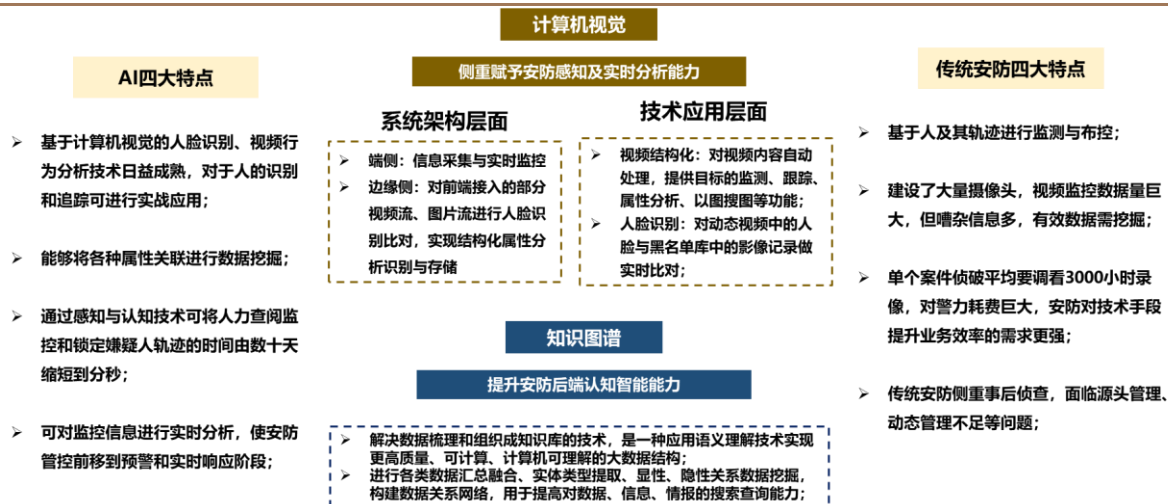 AI四大特点
➢ 基于计算机视觉的人脸识别、视频行
为分析技术日益成熟，对于人的识别
和追踪可进行实战应用；
➢ 能够将各种属性关联进行数据挖掘；
➢ 通过感知与认知技术可将人力查阅监
控和锁定嫌疑人轨迹的时间由数十天
缩短到分秒；
➢ 可对监控信息进行实时分析，使安防
管控前移到预警和实时响应阶段；
计算机视觉
侧重赋予安防感知及实时分析能力
系统架构层面
➢ 端侧：信息采集与实时监控
➢ 边缘侧：对前端接入的部分
视频流、图片流进行人脸识
别比对，实现结构化属性分
析识别与存储
技术应用层面
➢ 视频结构化：对视频内容自动
处理，提供目标的监测、跟踪、
属性分析、以图搜图等功能；
➢ 人脸识别：对动态视频中的人
脸与黑名单库中的影像记录做
实时比对；
知识图谱
提升安防后端认知智能能力
➢ 解决数据梳理和组织成知识库的技术，是一种应用语义理解技术实现
更高质量、可计算、计算机可理解的大数据结构；
➢ 进行各类数据汇总融合、实体类型提取、显性、隐性关系数据挖掘，
构建数据关系网络，用于提高对数据、信息、情报的搜索查询能力；
传统安防四大特点
➢ 基于人及其轨迹进行监测与布控；
➢ 建设了大量摄像头，视频监控数据量巨
大，但嘈杂信息多，有效数据需挖掘；
➢ 单个案件侦破平均要调看3000小时录
像，对警力耗费巨大，安防对技术手段
提升业务效率的需求更强；
➢ 传统安防侧重事后侦查，面临源头管理、
动态管理不足等问题；